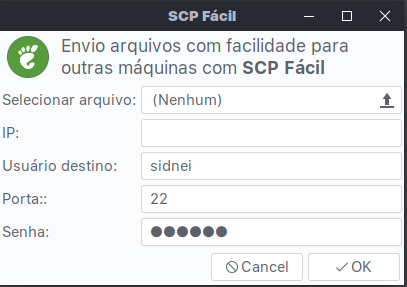 SCP Fácil
Envio arquivos com facilidade para
outras máquinas com SCP Fácil
Selecionar arquivo: (Nenhum)
IP:
Usuário destino: sidnei
Porta:: 22
Senha: ●●●●●●
Cancel OK